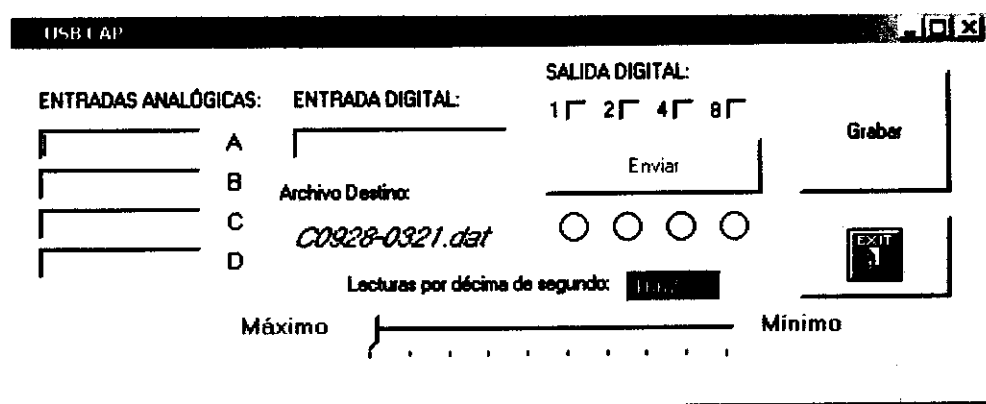 USB CAP
ENTRADAS ANALÓGICAS:
A
B
C
D
ENTRADA DIGITAL:
Archivo Destino:
C0928-0321.dat
SALIDA DIGITAL:
1 2 4 8
Enviar
Grabar
EXIT
Lecturas por décima de segundo:
Máximo
Mínimo